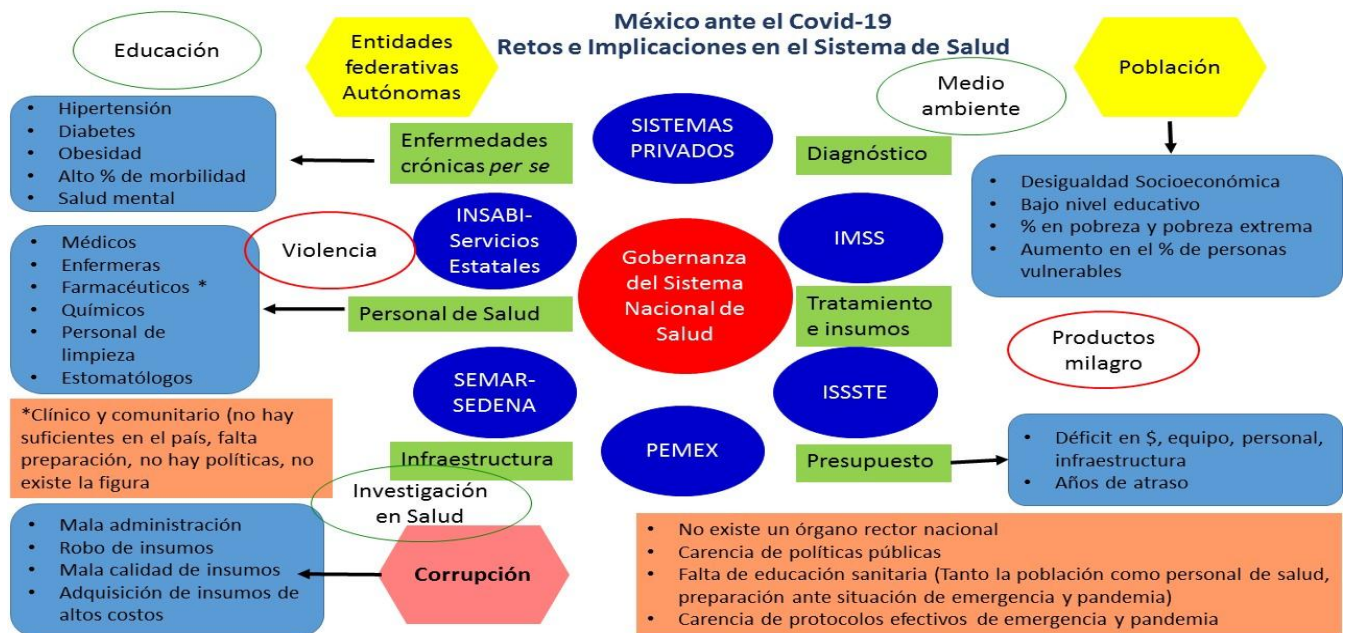 México ante el Covid-19
Retos e Implicaciones en el Sistema de Salud
Educación
Entidades
federativas
Autónomas
Medio
ambiente
Población
• Hipertensión
• Diabetes
• Obesidad
• Alto % de morbilidad
• Salud mental
Enfermedades
crónicas per se
SISTEMAS
PRIVADOS
Diagnóstico
• Desigualdad Socioeconómica
• Bajo nivel educativo
• % en pobreza y pobreza extrema
• Aumento en el % de personas
vulnerables
Violencia
INSABI-
Servicios
Estatales
Gobernanza
del Sistema
Nacional de
Salud
IMSS
• Médicos
• Enfermeras
• Farmacéuticos *
• Químicos
• Personal de
limpieza
• Estomatólogos
Personal de Salud
Tratamiento
e insumos
Productos
milagro
SEMAR-
SEDENA
PEMEX
ISSSTE
*Clínico y comunitario (no hay
suficientes en el país, falta
preparación, no hay políticas, no
existe la figura
Infraestructura
Presupuesto
• Déficit en $, equipo, personal,
infraestructura
• Años de atraso
Investigación
en Salud
• Mala administración
• Robo de insumos
• Mala calidad de insumos
• Adquisición de insumos de
altos costos
Corrupción
• No existe un órgano rector nacional
• Carencia de políticas públicas
• Falta de educación sanitaria (Tanto la población como personal de salud,
preparación ante situación de emergencia y pandemia)
• Carencia de protocolos efectivos de emergencia y pandemia